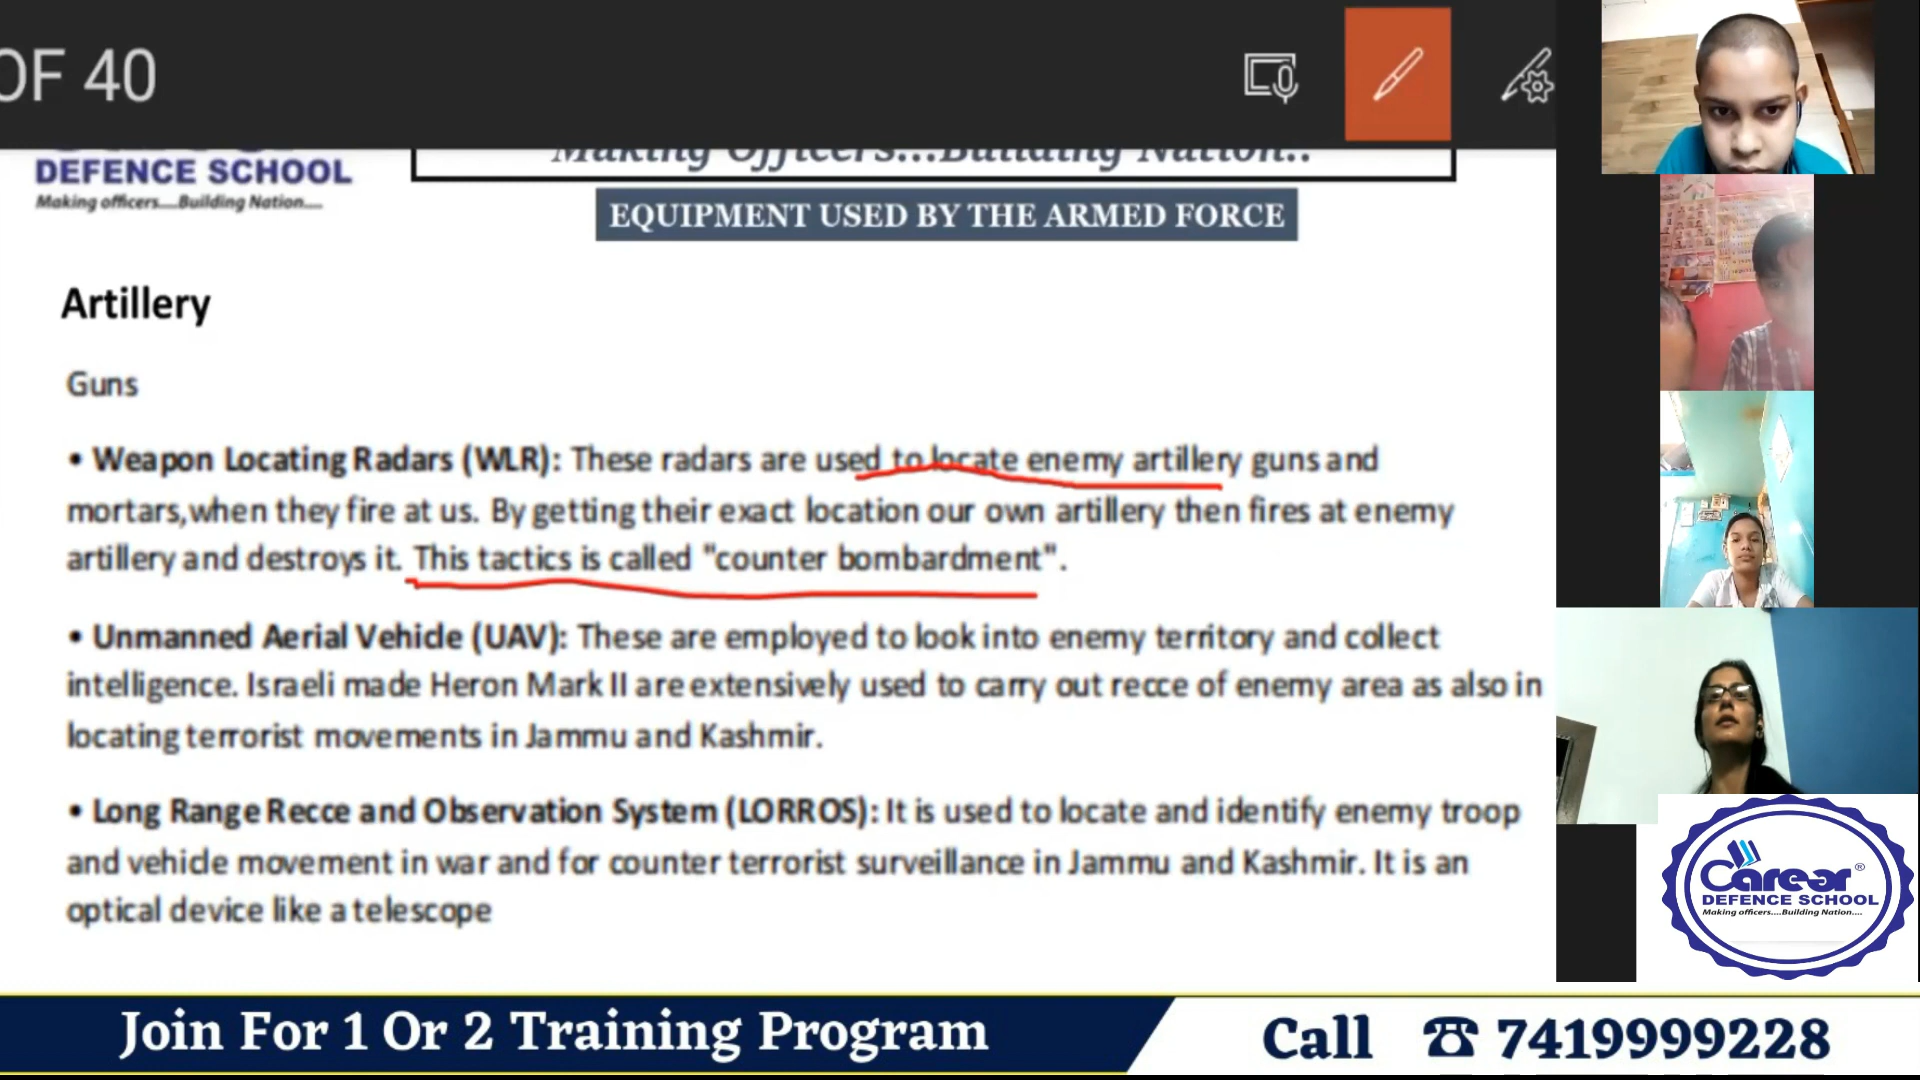 OF 40
DEFENCE SCHOOL
Making officers....Building Nation....
Making Officers...Building Nation..
EQUIPMENT USED BY THE ARMED FORCE
Artillery
Guns
• Weapon Locating Radars (WLR): These radars are used to locate enemy artillery guns and
mortars,when they fire at us. By getting their exact location our own artillery then fires at enemy
artillery and destroys it. This tactics is called "counter bombardment".
• Unmanned Aerial Vehicle (UAV): These are employed to look into enemy territory and collect
intelligence. Israeli made Heron Mark II are extensively used to carry out recce of enemy area as also in
locating terrorist movements in Jammu and Kashmir.
• Long Range Recce and Observation System (LORROS): It is used to locate and identify enemy troop
and vehicle movement in war and for counter terrorist surveillance in Jammu and Kashmir. It is an
optical device like a telescope
Carear®
DEFENCE SCHOOL
Making officers....Building Nation....
Join For 1 Or 2 Training Program
Call ☎ 7419999228